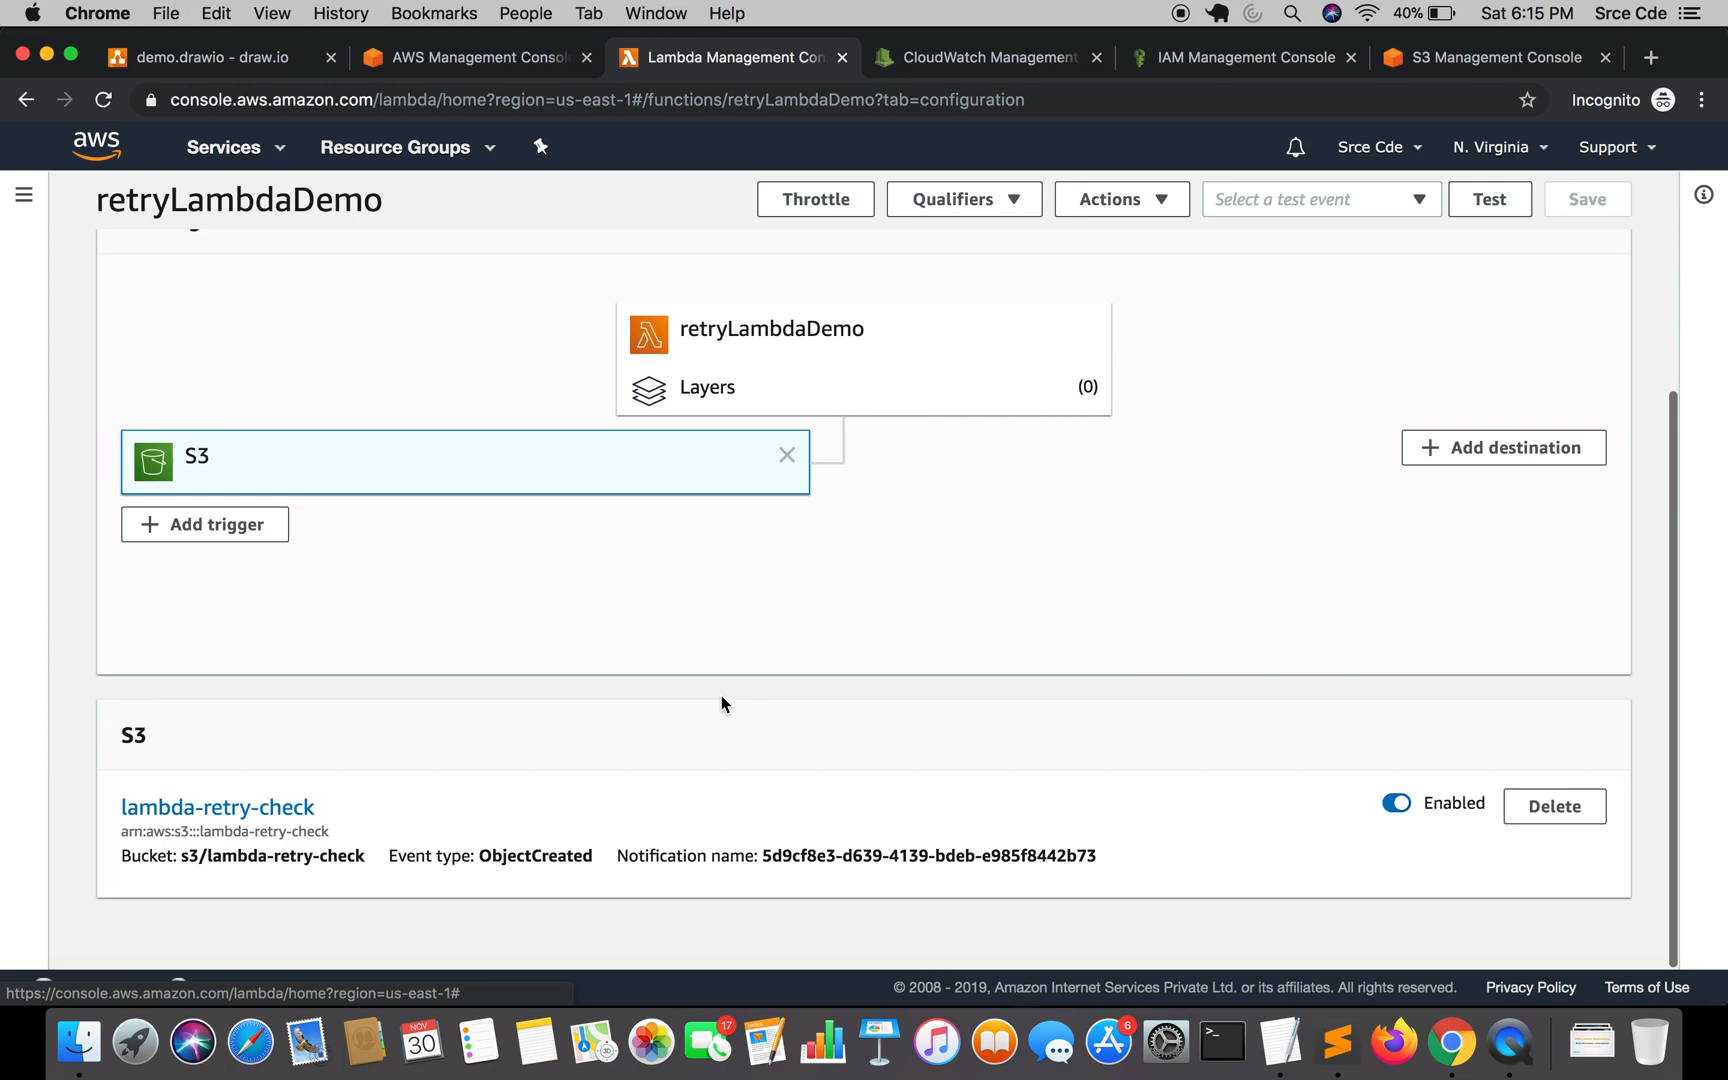 Chrome File Edit View History Bookmarks People Tab Window Help 40% Sat 6:15 PM Srce Cde
demo.drawio - draw.io AWS Management Consol Lambda Management Con CloudWatch Management IAM Management Console S3 Management Console
console.aws.amazon.com/lambda/home?region=us-east-1#/functions/retryLambdaDemo?tab=configuration Incognito
aws Services Resource Groups Srce Cde N. Virginia Support
retryLambdaDemo Throttle Qualifiers Actions Select a test event Test Save
retryLambdaDemo
Layers (0)
S3
Add destination
Add trigger
S3
lambda-retry-check Enabled Delete
arn:aws:s3:::lambda-retry-check
Bucket: s3/lambda-retry-check Event type: ObjectCreated Notification name: 5d9cf8e3-d639-4139-bdeb-e985f8442b73
https://console.aws.amazon.com/lambda/home?region=us-east-1# © 2008 - 2019, Amazon Internet Services Private Ltd. or its affiliates. All rights reserved. Privacy Policy Terms of Use
NOV 30 3D 17 6